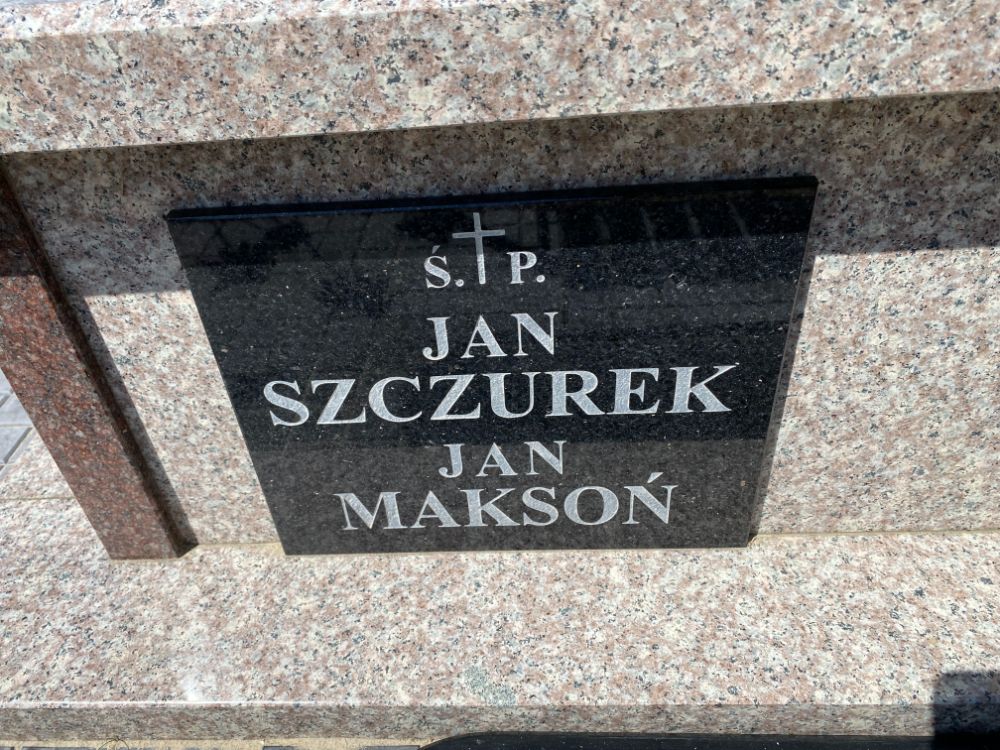 Ś. P.
JAN
SZCZUREK
JAN
MAKSOŃ